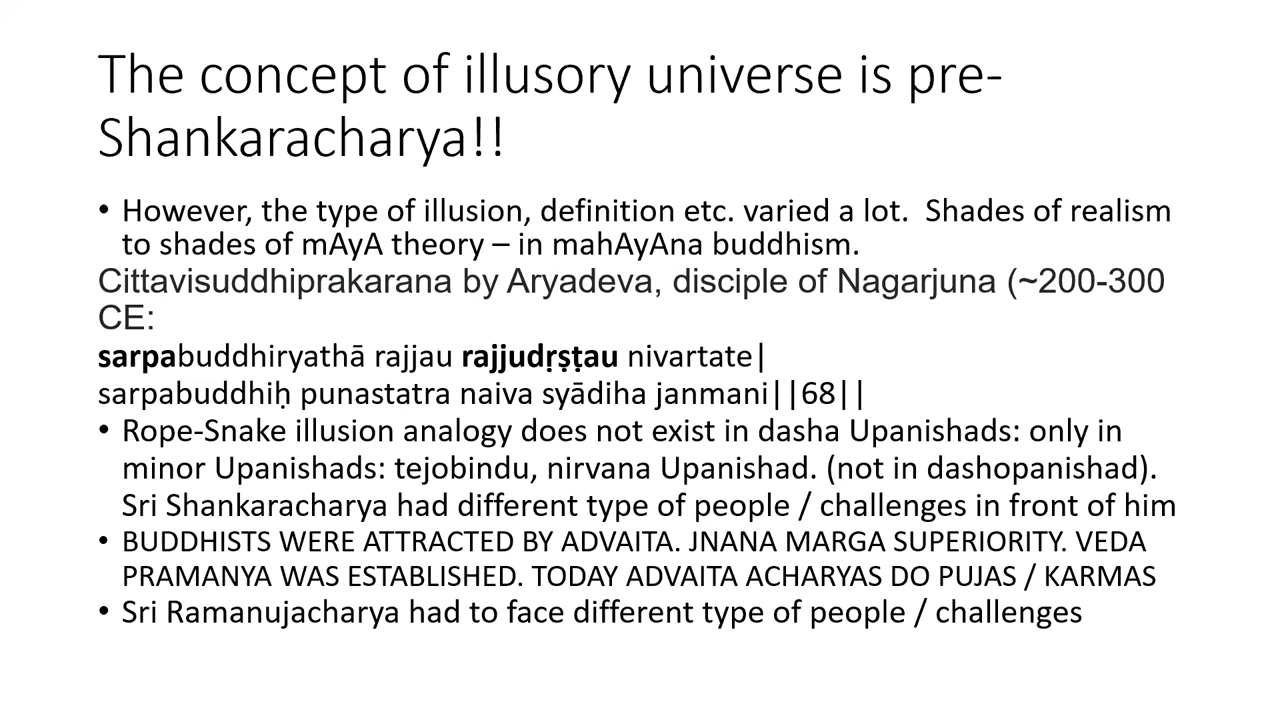 The concept of illusory universe is pre-
Shankaracharya!!
• However, the type of illusion, definition etc. varied a lot.  Shades of realism
to shades of mAyA theory – in mahAyAna buddhism.
Cittavisuddhiprakarana by Aryadeva, disciple of Nagarjuna (~200-300
CE:
sarpabuddhiryathā rajjau rajjudṛṣṭau nivartate|
sarpabuddhiḥ punastatra naiva syādiha janmani||68||
• Rope-Snake illusion analogy does not exist in dasha Upanishads: only in
minor Upanishads: tejobindu, nirvana Upanishad. (not in dashopanishad).
Sri Shankaracharya had different type of people / challenges in front of him
• BUDDHISTS WERE ATTRACTED BY ADVAITA. JNANA MARGA SUPERIORITY. VEDA
PRAMANYA WAS ESTABLISHED. TODAY ADVAITA ACHARYAS DO PUJAS / KARMAS
• Sri Ramanujacharya had to face different type of people / challenges